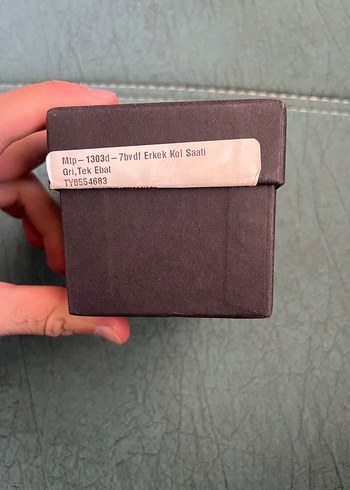 Mtp-1303d-7bvdf Erkek Kol Saati
Gri,Tek Ebat
TY8554683